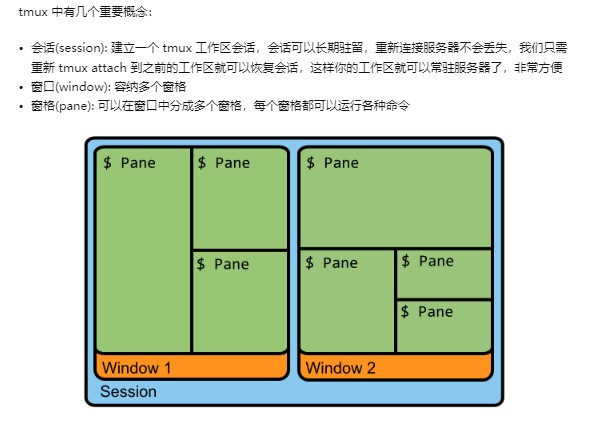 tmux 中有几个重要概念：
• 会话(session): 建立一个 tmux 工作区会话，会话可以长期驻留，重新连接服务器不会丢失，我们只需
重新 tmux attach 到之前的工作区就可以恢复会话，这样你的工作区就可以常驻服务器了，非常方便
• 窗口(window): 容纳多个窗格
• 窗格(pane): 可以在窗口中分成多个窗格，每个窗格都可以运行各种命令
$ Pane
$ Pane
$ Pane
Window 1
$ Pane
$ Pane
$ Pane
$ Pane
Window 2
Session